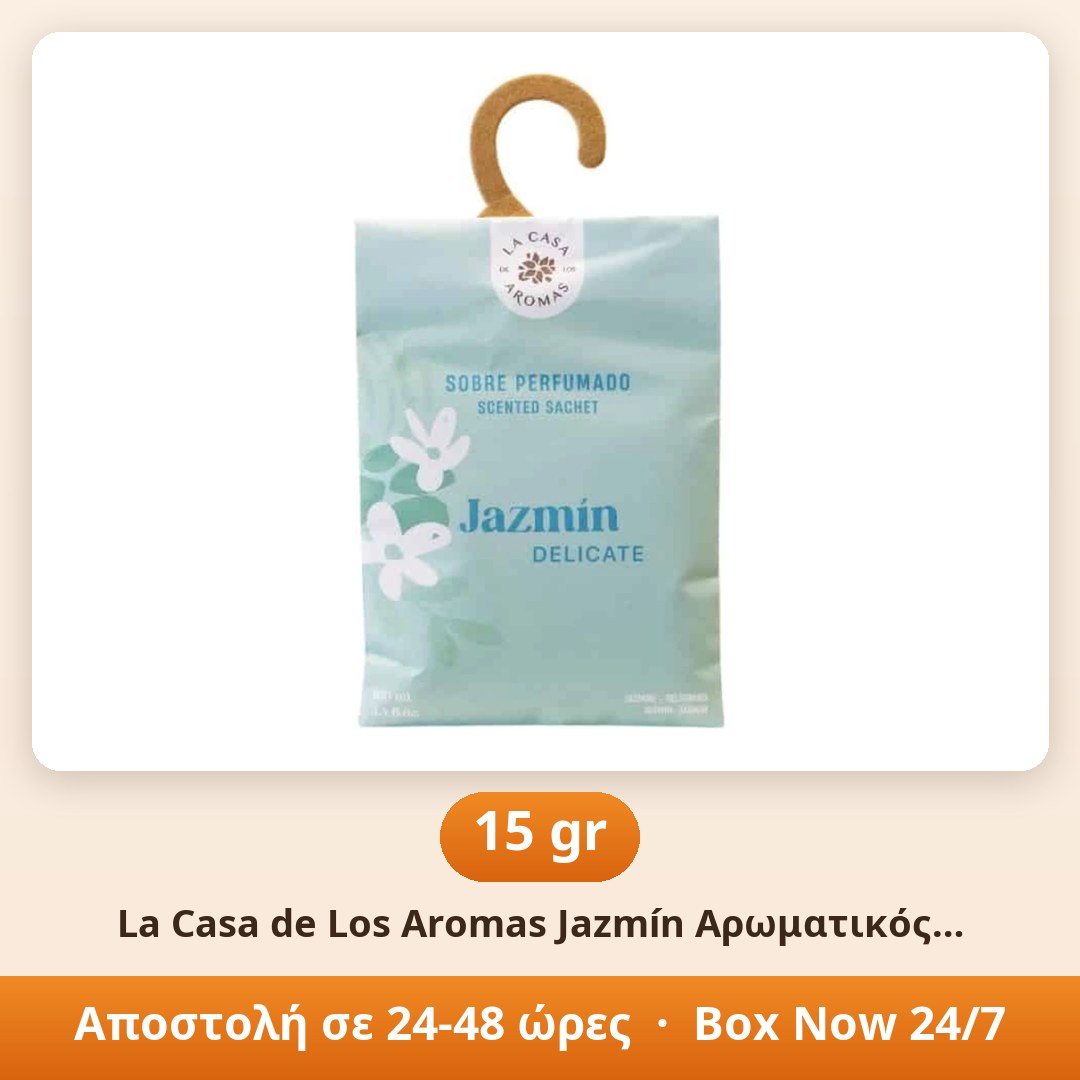 LA CASA
DE LOS
AROMAS
SOBRE PERFUMADO
SCENTED SACHET
Jazmín
DELICATE
15 gr
La Casa de Los Aromas Jazmín Αρωματικός...
Αποστολή σε 24-48 ώρες · Box Now 24/7